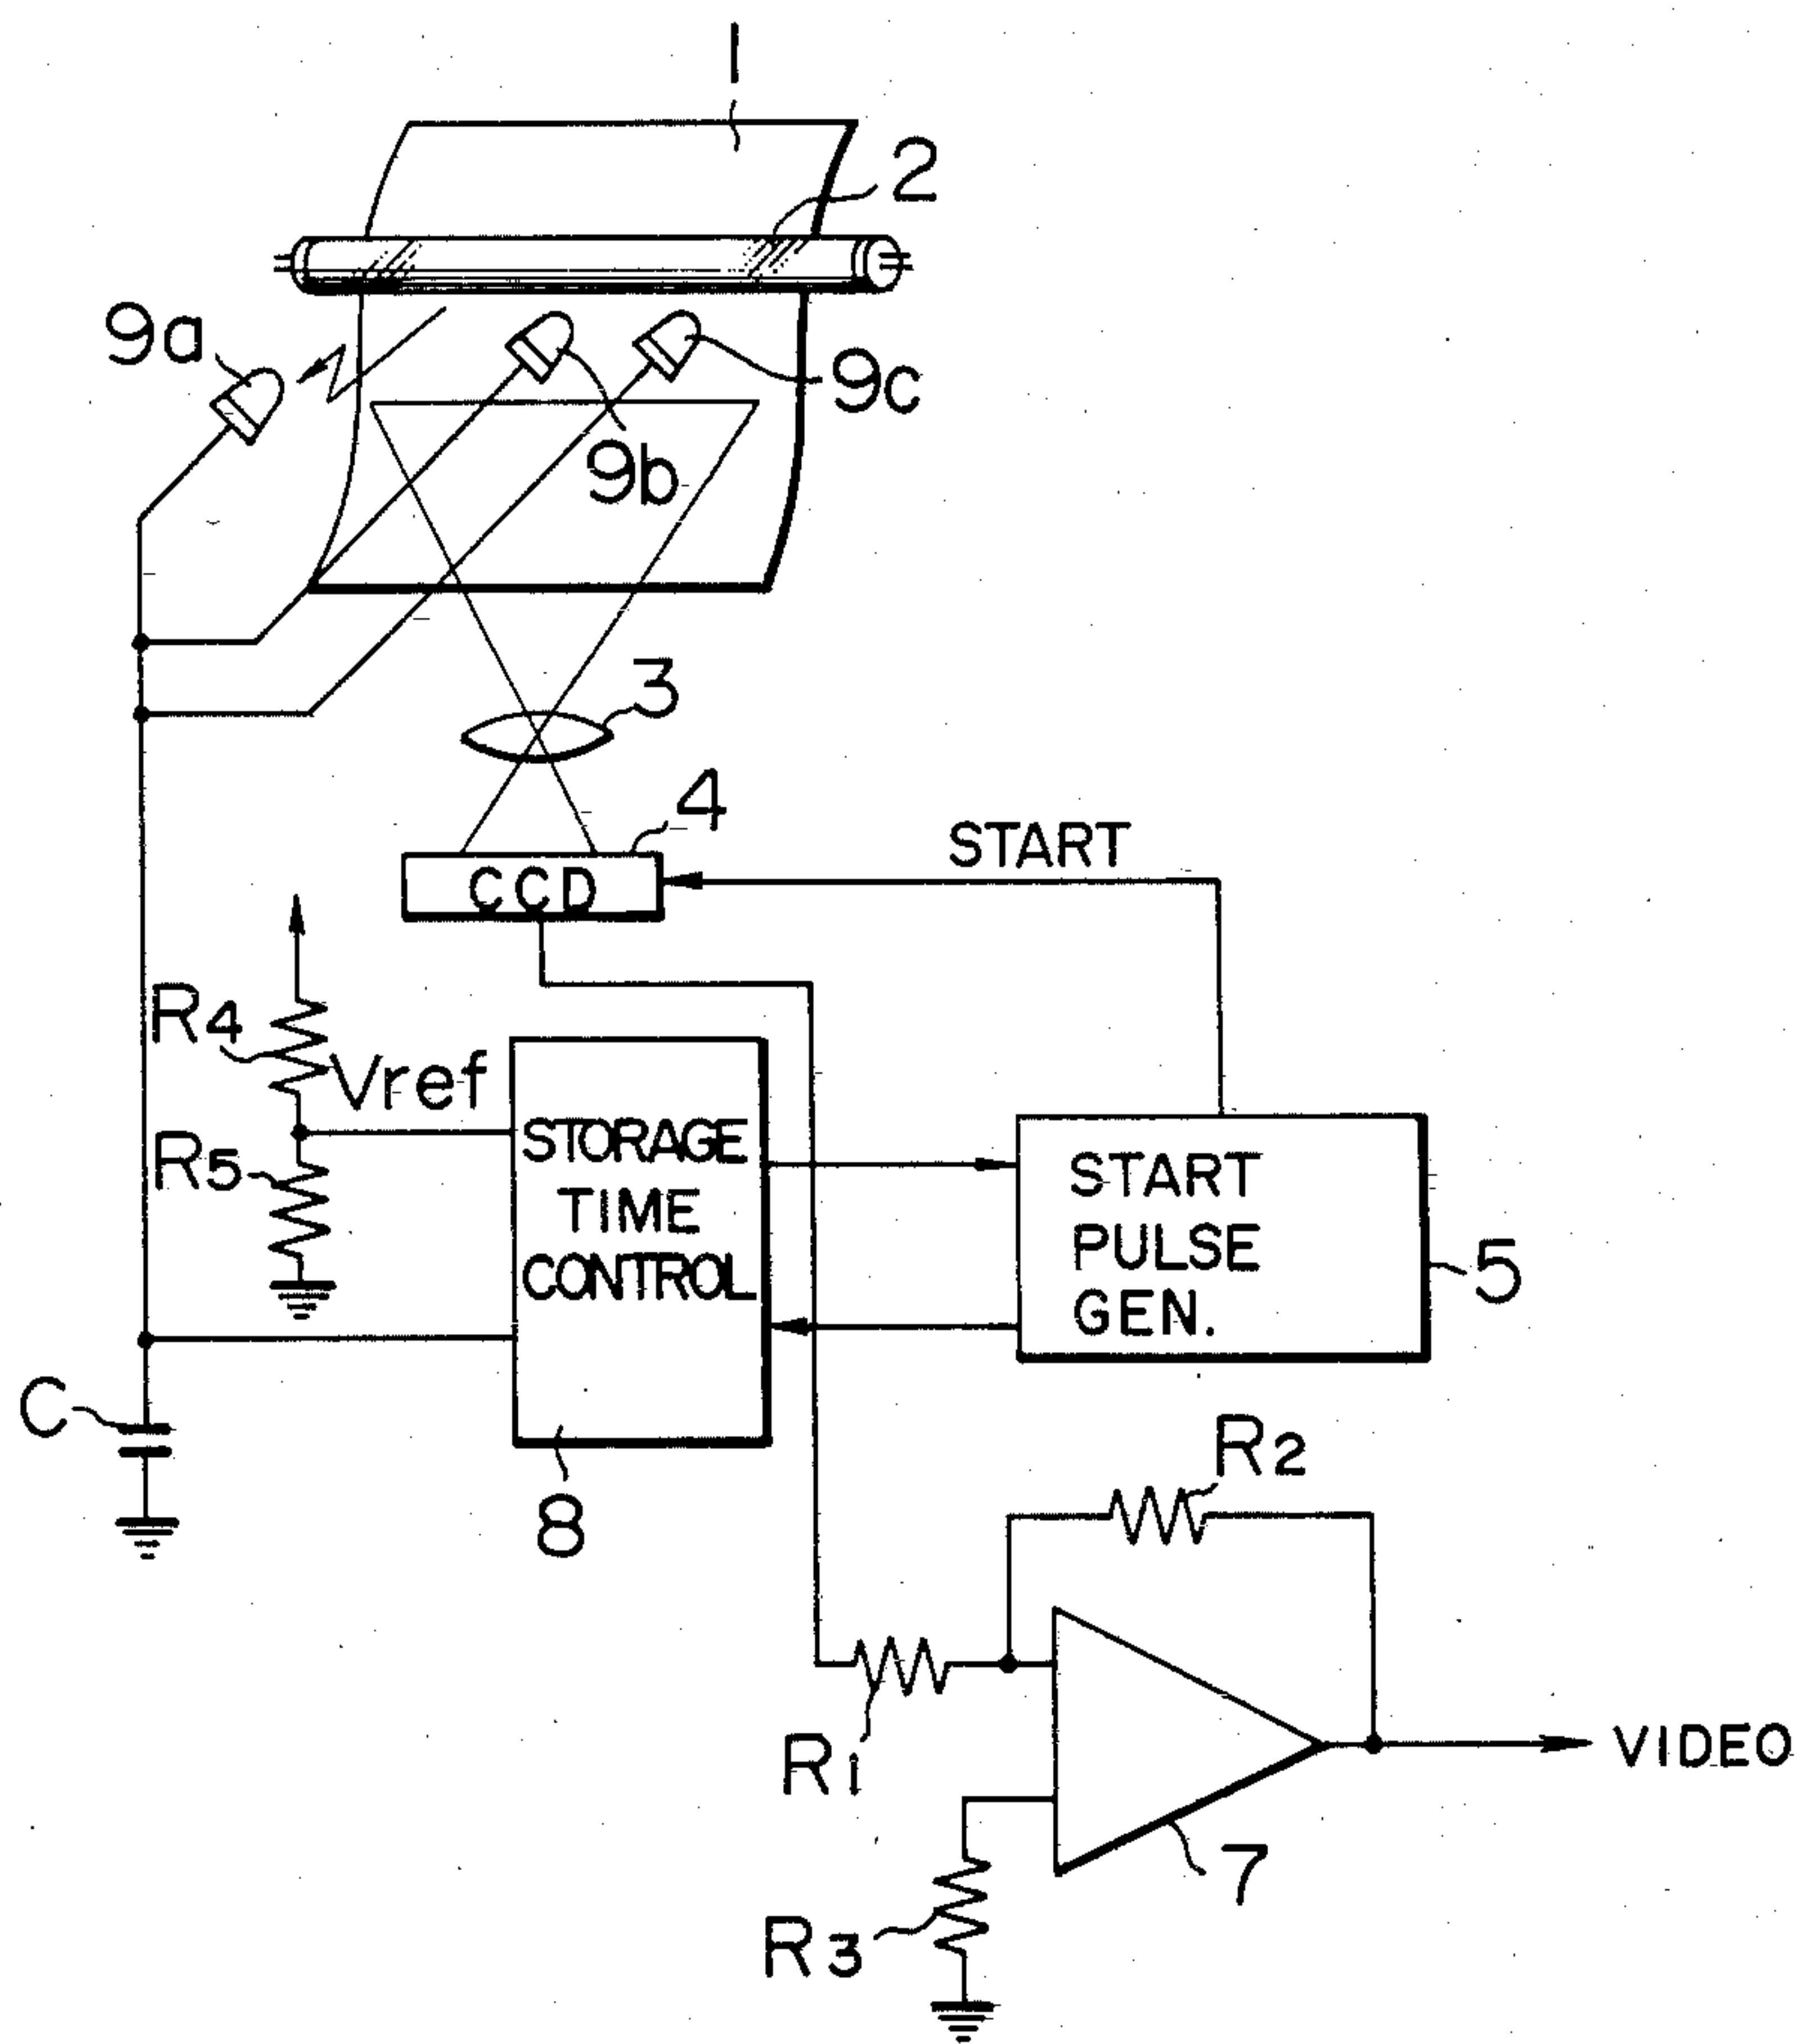 1
2
9a
9c
9b
3
4
START
CCD
R4
Vref
STORAGE
TIME
CONTROL
R5
START
PULSE
GEN.
5
C
8
R2
R1
VIDEO
7
R3